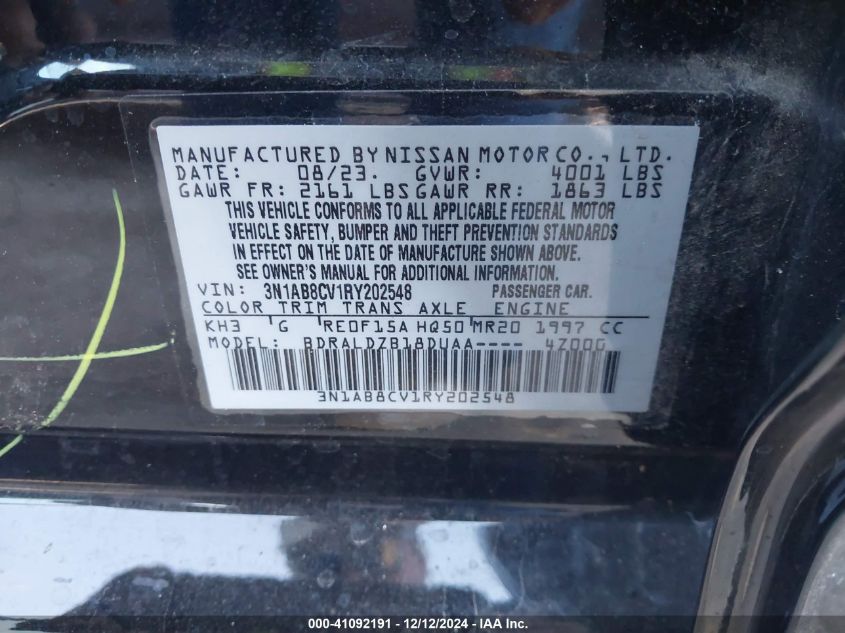 MANUFACTURED BY NISSAN MOTOR CO., LTD.
DATE: 08/23. GVWR: 4001 LBS
GAWR FR: 2161 LBS GAWR RR: 1863 LBS
THIS VEHICLE CONFORMS TO ALL APPLICABLE FEDERAL MOTOR
VEHICLE SAFETY, BUMPER AND THEFT PREVENTION STANDARDS
IN EFFECT ON THE DATE OF MANUFACTURE SHOWN ABOVE.
SEE OWNER'S MANUAL FOR ADDITIONAL INFORMATION.
VIN: 3N1AB8CV1RY202548 PASSENGER CAR.
COLOR TRIM TRANS AXLE ENGINE
KH3 G RE0F15A HQ50 MR20 1997 CC
MODEL: BDRALDZB18DUAA---- 4Z00G
3N1AB8CV1RY202548
000-41092191 - 12/12/2024 - IAA Inc.